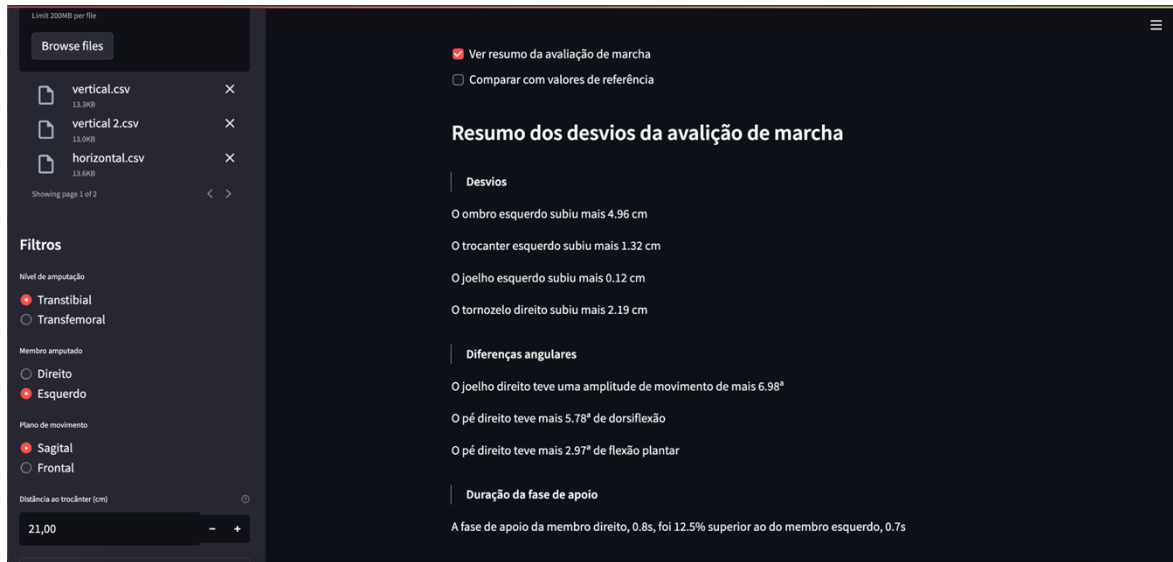 Limit 200MB per file
Browse files
vertical.csv
13.3KB
vertical 2.csv
13.0KB
horizontal.csv
13.6KB
Showing page 1 of 2
Filtros
Nível de amputação
Transtibial
Transfemoral
Membro amputado
Direito
Esquerdo
Plano de movimento
Sagital
Frontal
Distância ao trocânter (cm)
21,00
Ver resumo da avaliação de marcha
Comparar com valores de referência
Resumo dos desvios da avalição de marcha
Desvios
O ombro esquerdo subiu mais 4.96 cm
O trocanter esquerdo subiu mais 1.32 cm
O joelho esquerdo subiu mais 0.12 cm
O tornozelo direito subiu mais 2.19 cm
Diferenças angulares
O joelho direito teve uma amplitude de movimento de mais 6.98ª
O pé direito teve mais 5.78ª de dorsiflexão
O pé direito teve mais 2.97ª de flexão plantar
Duração da fase de apoio
A fase de apoio da membro direito, 0.8s, foi 12.5% superior ao do membro esquerdo, 0.7s